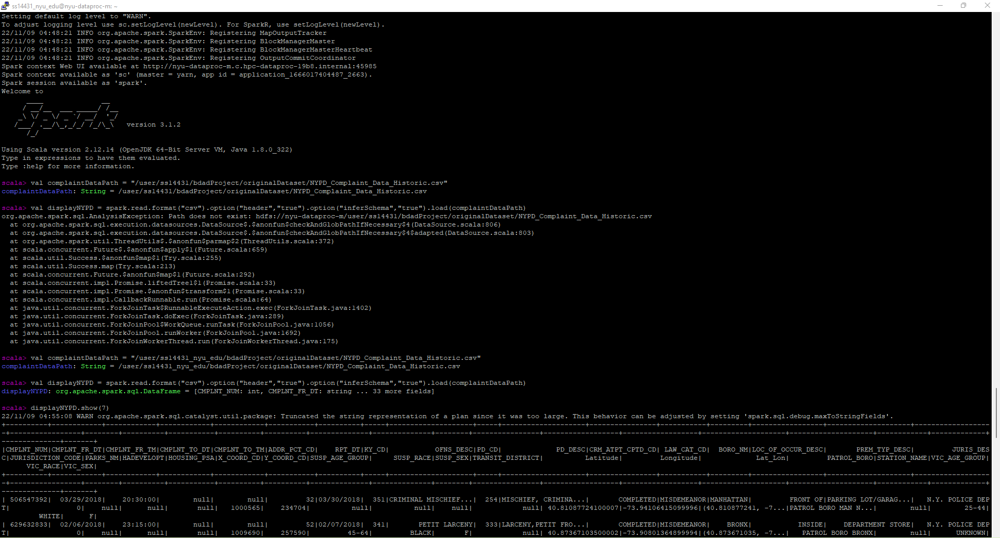 ss14431_nyu_edu@nyu-dataproc-m: ~
Setting default log level to "WARN".
To adjust logging level use sc.setLogLevel(newLevel). For SparkR, use setLogLevel(newLevel).
22/11/09 04:48:21 INFO org.apache.spark.SparkEnv: Registering MapOutputTracker
22/11/09 04:48:21 INFO org.apache.spark.SparkEnv: Registering BlockManagerMaster
22/11/09 04:48:21 INFO org.apache.spark.SparkEnv: Registering BlockManagerMasterHeartbeat
22/11/09 04:48:21 INFO org.apache.spark.SparkEnv: Registering OutputCommitCoordinator
Spark context Web UI available at http://nyu-dataproc-m.c.hpc-dataproc-19b8.internal:45985
Spark context available as 'sc' (master = yarn, app id = application_1666017404487_2663).
Spark session available as 'spark'.
Welcome to
      ____              __
     / __/__  ___ _____/ /__
    _\ \/ _ \/ _ `/ __/  '_/
   /___/ .__/\_,_/_/ /_/\_\   version 3.1.2
      /_/
Using Scala version 2.12.14 (OpenJDK 64-Bit Server VM, Java 1.8.0_322)
Type in expressions to have them evaluated.
Type :help for more information.
scala> val complaintDataPath = "/user/ss14431/bdadProject/originalDataset/NYPD_Complaint_Data_Historic.csv"
complaintDataPath: String = /user/ss14431/bdadProject/originalDataset/NYPD_Complaint_Data_Historic.csv
scala> val displayNYPD = spark.read.format("csv").option("header","true").option("inferSchema","true").load(complaintDataPath)
org.apache.spark.sql.AnalysisException: Path does not exist: hdfs://nyu-dataproc-m/user/ss14431/bdadProject/originalDataset/NYPD_Complaint_Data_Historic.csv
  at org.apache.spark.sql.execution.datasources.DataSource$.$anonfun$checkAndGlobPathIfNecessary$4(DataSource.scala:806)
  at org.apache.spark.sql.execution.datasources.DataSource$.$anonfun$checkAndGlobPathIfNecessary$4$adapted(DataSource.scala:803)
  at org.apache.spark.util.ThreadUtils$.$anonfun$parmap$2(ThreadUtils.scala:372)
  at scala.concurrent.Future$.$anonfun$apply$1(Future.scala:659)
  at scala.util.Success.$anonfun$map$1(Try.scala:255)
  at scala.util.Success.map(Try.scala:213)
  at scala.concurrent.Future.$anonfun$map$1(Future.scala:292)
  at scala.concurrent.impl.Promise.liftedTree1$1(Promise.scala:33)
  at scala.concurrent.impl.Promise.$anonfun$transform$1(Promise.scala:33)
  at scala.concurrent.impl.CallbackRunnable.run(Promise.scala:64)
  at java.util.concurrent.ForkJoinTask$RunnableExecuteAction.exec(ForkJoinTask.java:1402)
  at java.util.concurrent.ForkJoinTask.doExec(ForkJoinTask.java:289)
  at java.util.concurrent.ForkJoinPool$WorkQueue.runTask(ForkJoinPool.java:1056)
  at java.util.concurrent.ForkJoinPool.runWorker(ForkJoinPool.java:1692)
  at java.util.concurrent.ForkJoinWorkerThread.run(ForkJoinWorkerThread.java:175)
scala> val complaintDataPath = "/user/ss14431_nyu_edu/bdadProject/originalDataset/NYPD_Complaint_Data_Historic.csv"
complaintDataPath: String = /user/ss14431_nyu_edu/bdadProject/originalDataset/NYPD_Complaint_Data_Historic.csv
scala> val displayNYPD = spark.read.format("csv").option("header","true").option("inferSchema","true").load(complaintDataPath)
displayNYPD: org.apache.spark.sql.DataFrame = [CMPLNT_NUM: int, CMPLNT_FR_DT: string ... 33 more fields]
scala> displayNYPD.show(7)
22/11/09 04:55:08 WARN org.apache.spark.sql.catalyst.util.package: Truncated the string representation of a plan since it was too large. This behavior can be adjusted by setting 'spark.sql.debug.maxToStringFields'.
|CMPLNT_NUM|CMPLNT_FR_DT|CMPLNT_FR_TM|CMPLNT_TO_DT|CMPLNT_TO_TM|ADDR_PCT_CD|    RPT_DT|KY_CD|           OFNS_DESC|PD_CD|             PD_DESC|CRM_ATPT_CPTD_CD| LAW_CAT_CD|  BORO_NM|LOC_OF_OCCUR_DESC|       PREM_TYP_DESC|         JURIS_DES
C|JURISDICTION_CODE|PARKS_NM|HADEVELOPT|HOUSING_PSA|X_COORD_CD|Y_COORD_CD|SUSP_AGE_GROUP|     SUSP_RACE|SUSP_SEX|TRANSIT_DISTRICT|          Latitude|         Longitude|             Lat_Lon|         PATROL_BORO|STATION_NAME|VIC_AGE_GROUP|
      VIC_RACE|VIC_SEX|
| 506547392|  03/29/2018|    20:30:00|        null|        null|         32|03/30/2018|  351|CRIMINAL MISCHIEF...|  254|MISCHIEF, CRIMINA...|       COMPLETED|MISDEMEANOR|MANHATTAN|         FRONT OF|PARKING LOT/GARAG...|   N.Y. POLICE DEP
T|                0|    null|      null|       null|   1000565|    234704|          null|          null|    null|            null| 40.81087724100007|-73.94106415099996|(40.810877241, -7...|PATROL BORO MAN N...|        null|        25-44|
         WHITE|      F|
| 629632833|  02/06/2018|    23:15:00|        null|        null|         52|02/07/2018|  341|       PETIT LARCENY|  333|LARCENY,PETIT FRO...|       COMPLETED|MISDEMEANOR|    BRONX|           INSIDE|    DEPARTMENT STORE|   N.Y. POLICE DEP
T|                0|    null|      null|       null|   1009690|    257590|         45-64|         BLACK|       F|            null| 40.87367103500002|-73.90801364899994|(40.873671035, -7...|   PATROL BORO BRONX|        null|      UNKNOWN|